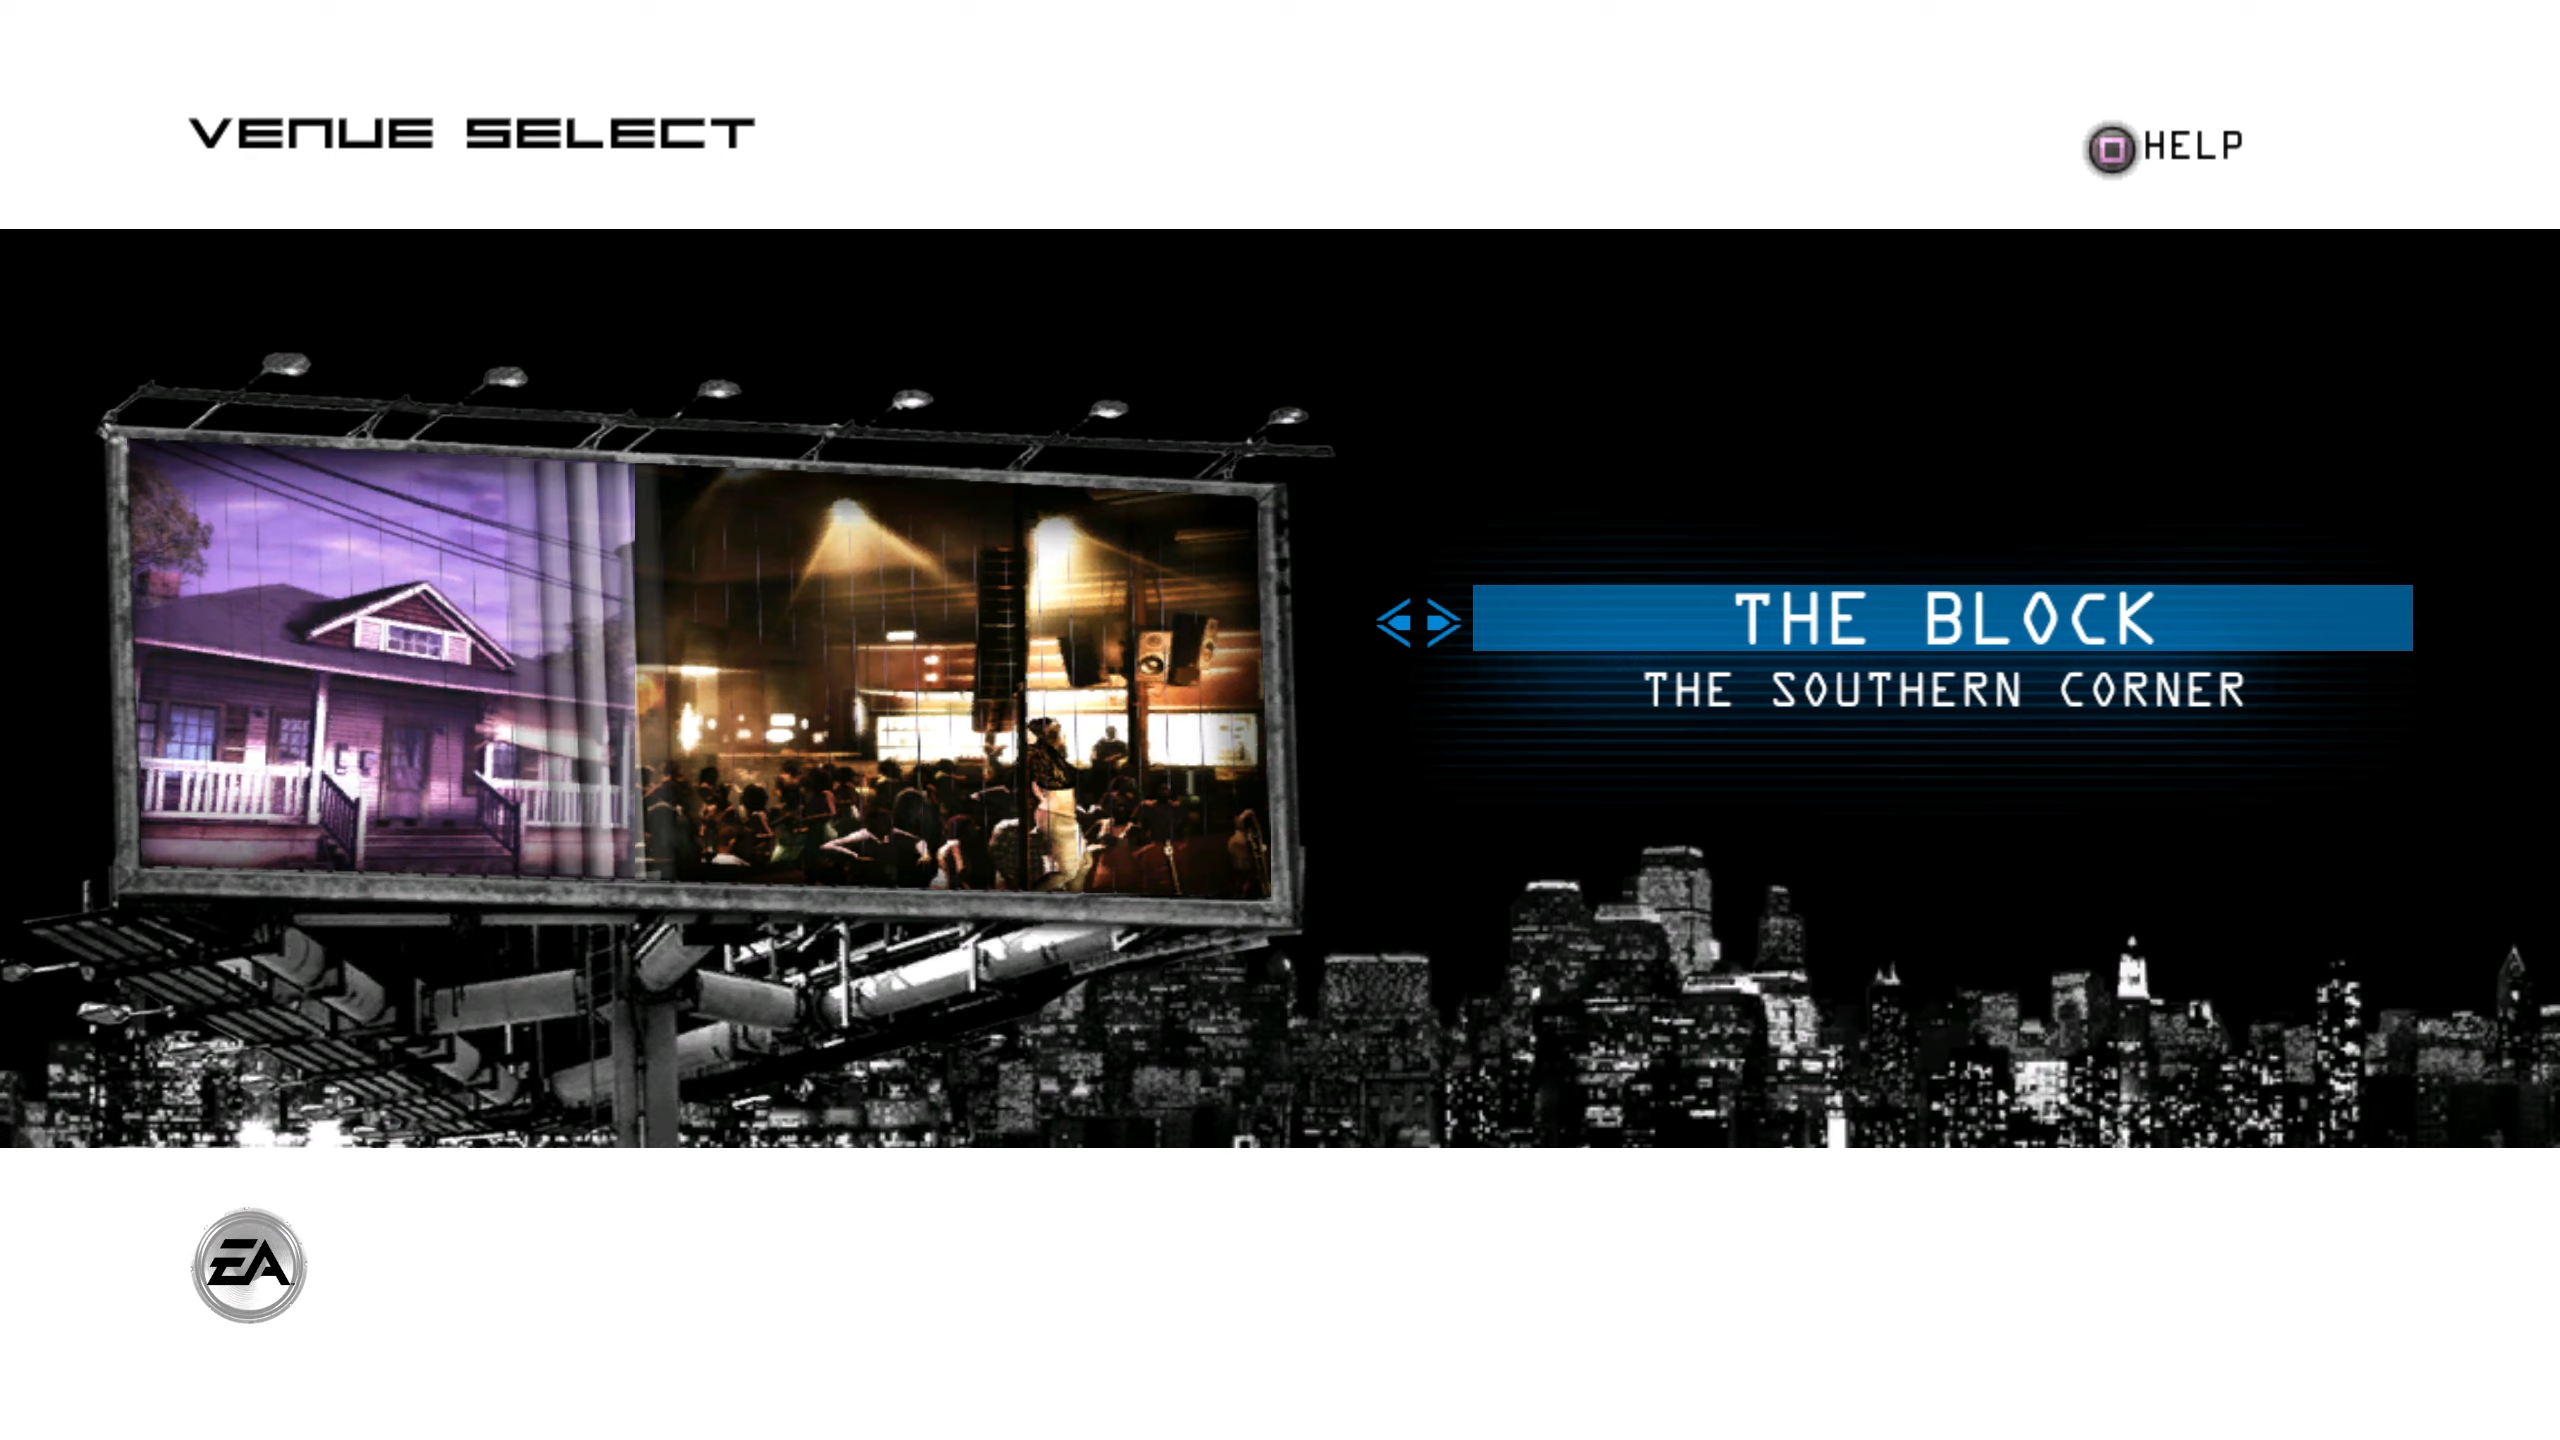 VENUE SELECT
HELP
THE BLOCK
THE SOUTHERN CORNER
EA